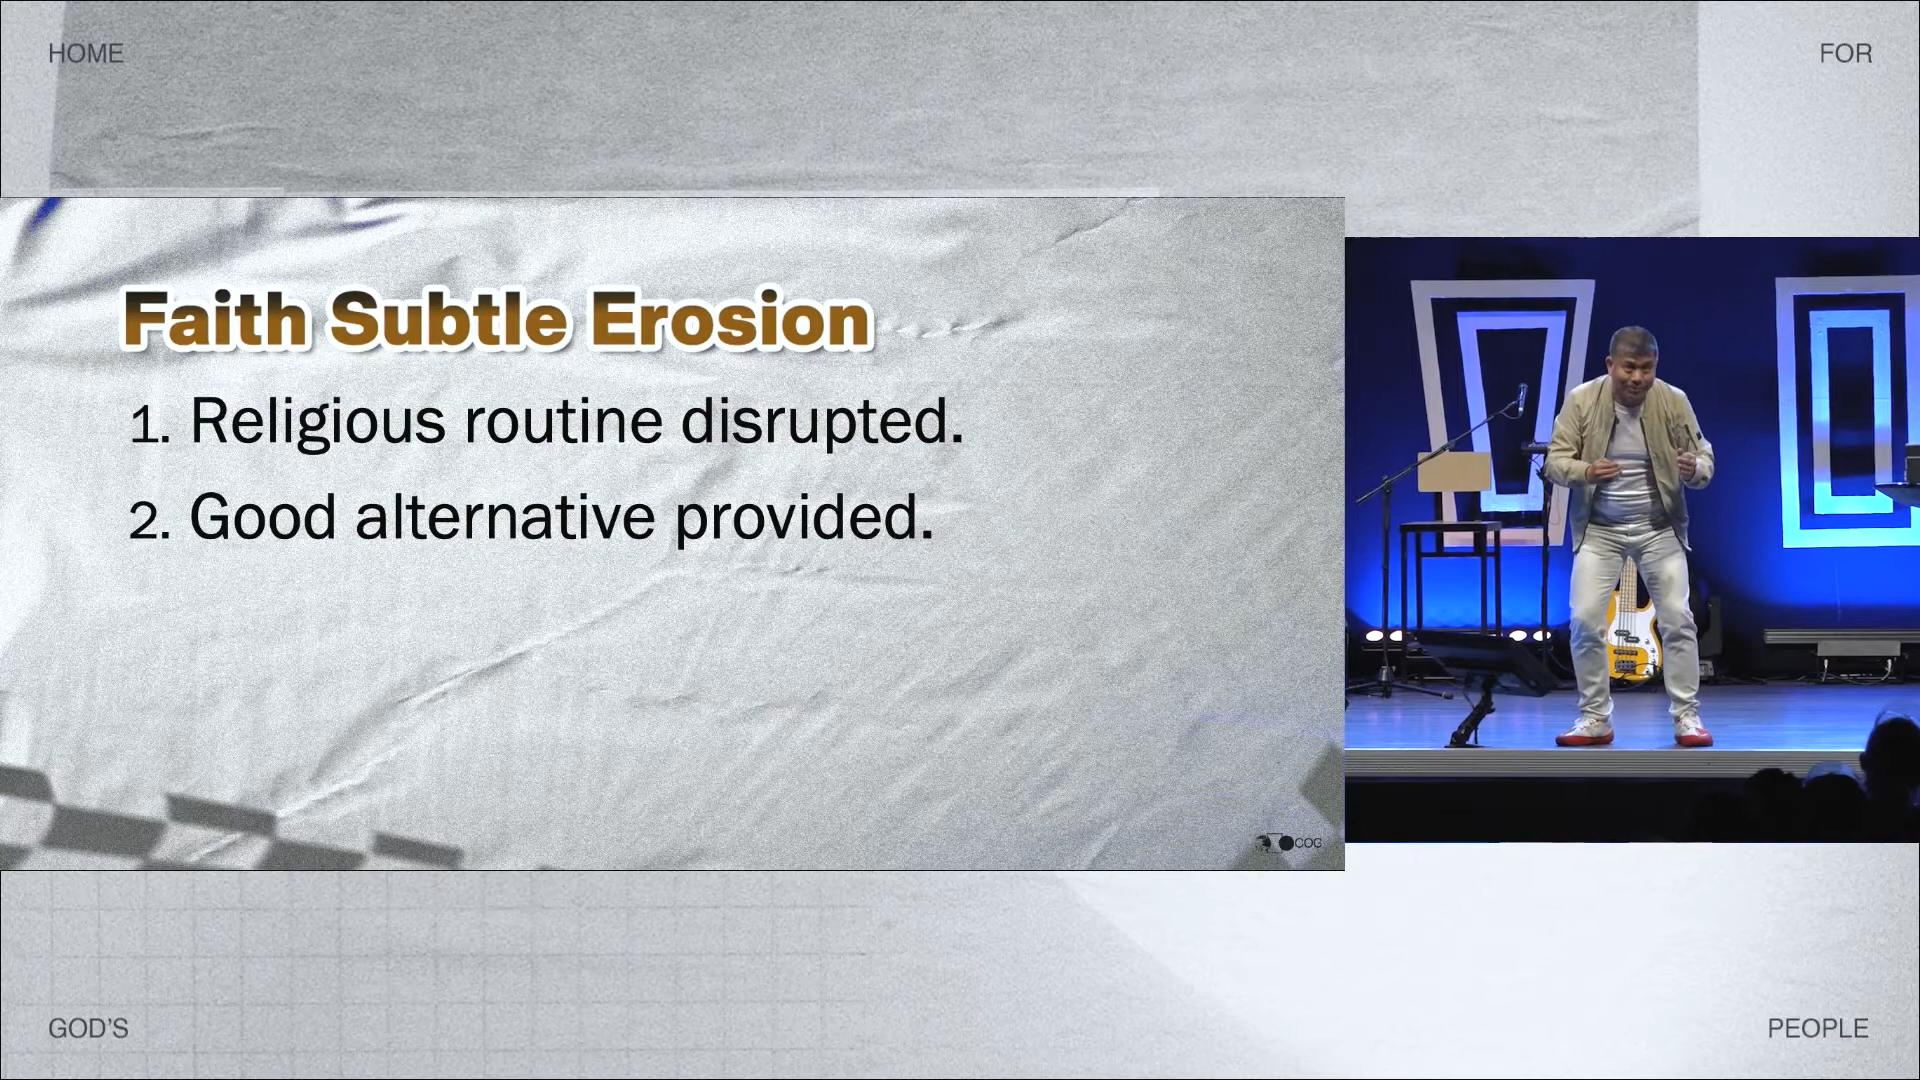 HOME
FOR
Faith Subtle Erosion
1. Religious routine disrupted.
2. Good alternative provided.
COC
GOD'S
PEOPLE